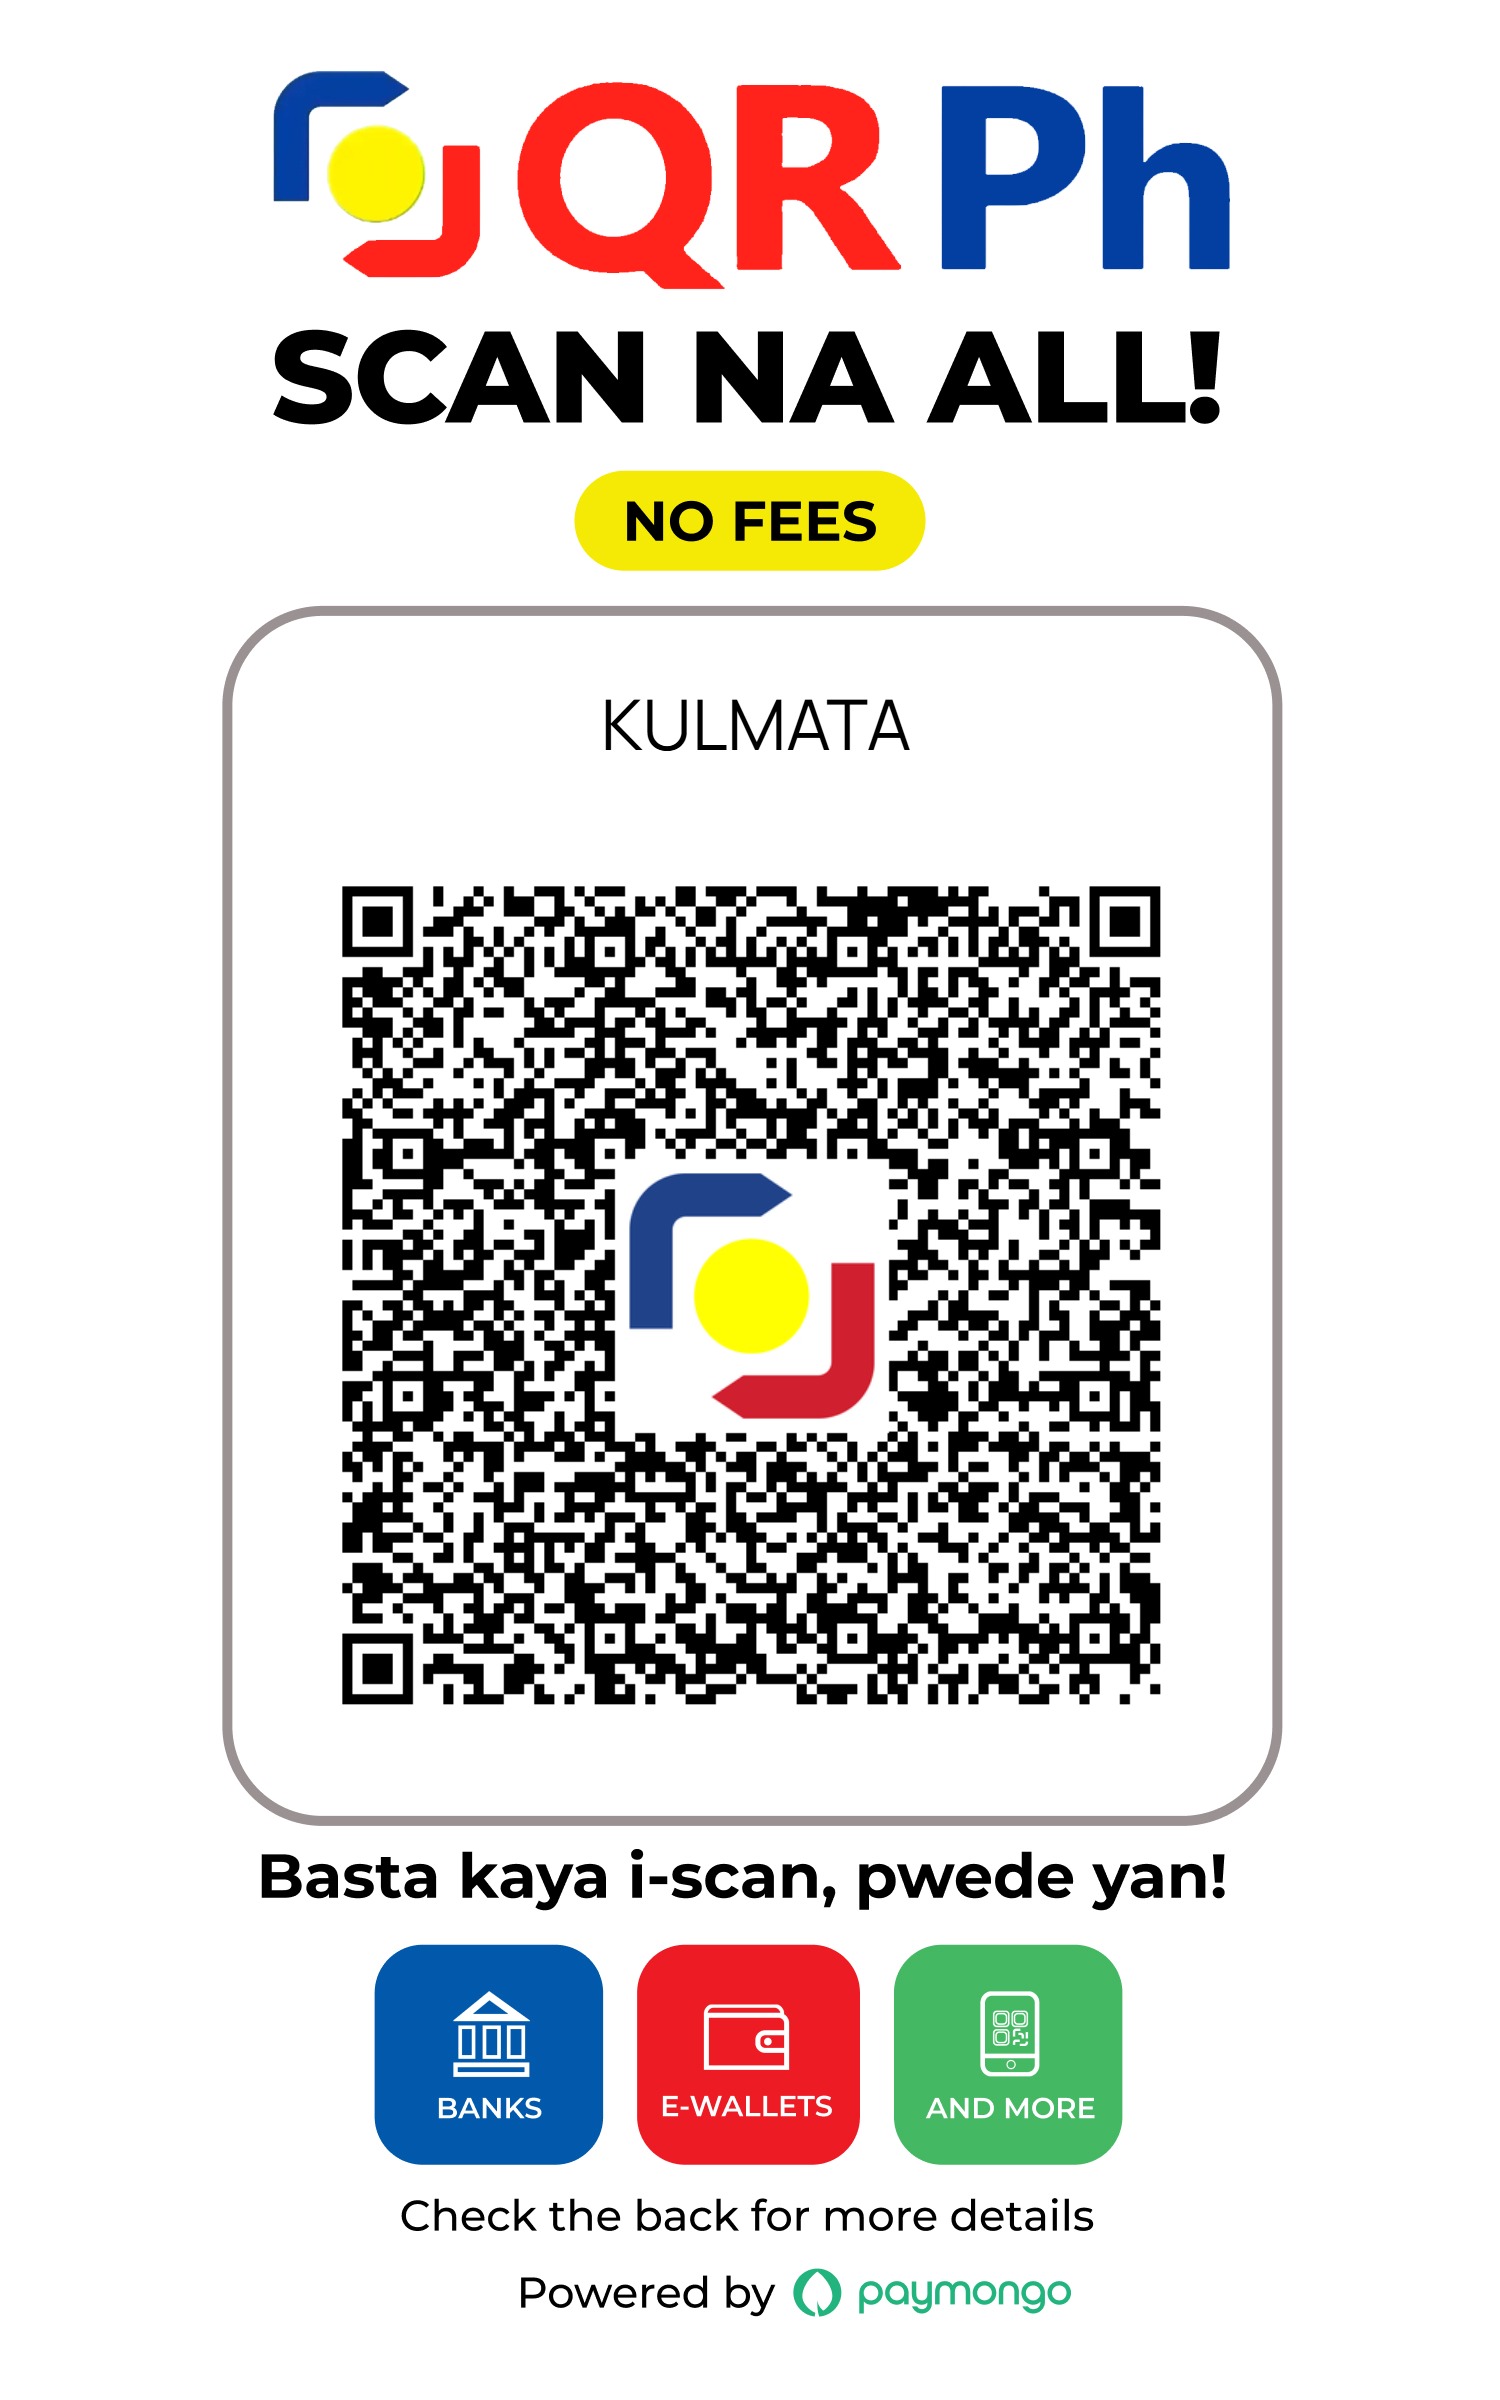 QR Ph
SCAN NA ALL!
NO FEES
KULMATA
Basta kaya i-scan, pwede yan!
BANKS
E-WALLETS
AND MORE
Check the back for more details
Powered by paymongo